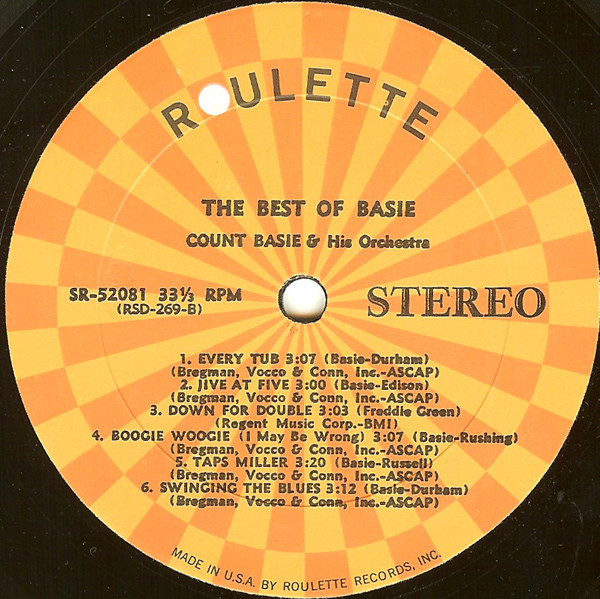 ROULETTE
THE BEST OF BASIE
COUNT BASIE & His Orchestra
SR-52081 33⅓ RPM
(RSD-269-B)
STEREO
1. EVERY TUB 3:07 (Basie-Durham)
(Bregman, Vocco & Conn, Inc.-ASCAP)
2. JIVE AT FIVE 3:00 (Basie-Edison)
(Bregman, Vocco & Conn, Inc.-ASCAP)
3. DOWN FOR DOUBLE 3:03 (Freddie Green)
(Regent Music Corp.-BMI)
4. BOOGIE WOOGIE (I May Be Wrong) 3:07 (Basie-Rushing)
(Bregman, Vocco & Conn, Inc.-ASCAP)
5. TAPS MILLER 3:20 (Basie-Russell)
(Bregman, Vocco & Conn, Inc.-ASCAP)
6. SWINGING THE BLUES 3:12 (Basie-Durham)
(Bregman, Vocco & Conn, Inc.-ASCAP)
MADE IN U.S.A. BY ROULETTE RECORDS, INC.